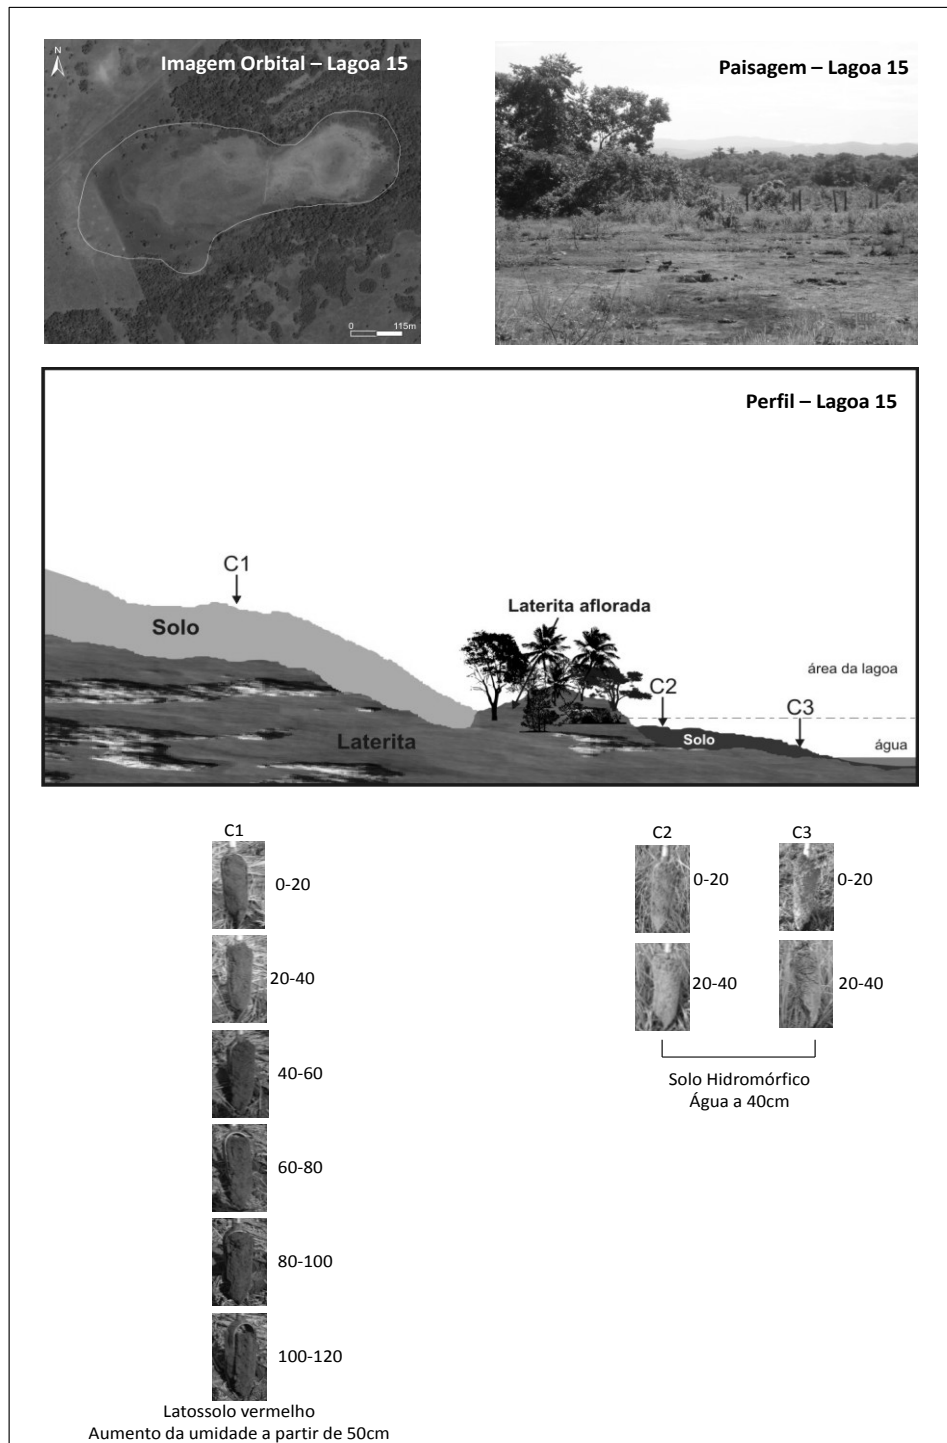 Imagem Orbital – Lagoa 15
N
0 115m
Paisagem – Lagoa 15
Perfil – Lagoa 15
C1
Solo
Laterita aflorada
Laterita
C2
Solo
C3
área da lagoa
água
C1
0-20
20-40
40-60
60-80
80-100
100-120
Latossolo vermelho
Aumento da umidade a partir de 50cm
C2
0-20
20-40
C3
0-20
20-40
Solo Hidromórfico
Água a 40cm